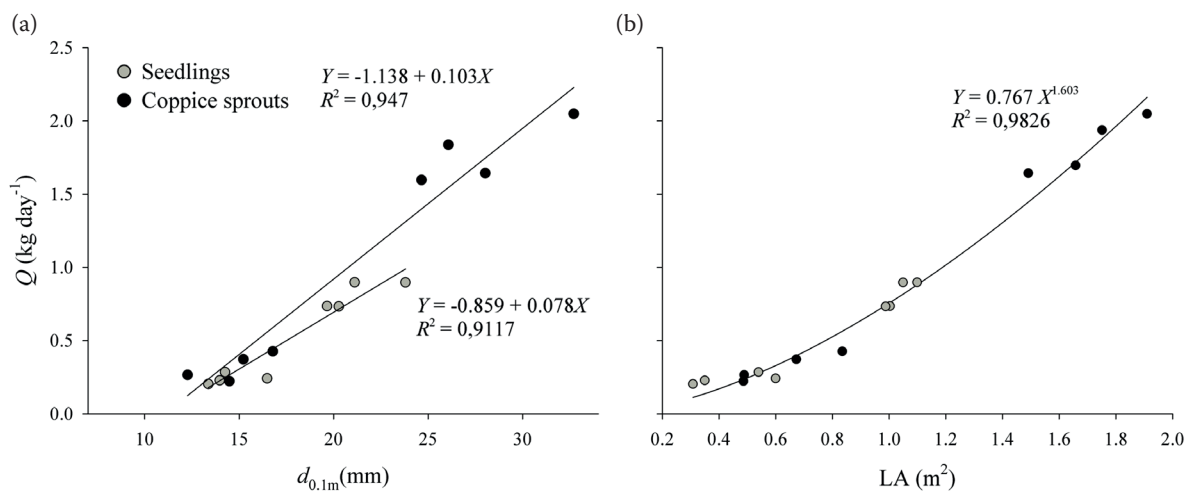 (a)
2.5
2.0
1.5
1.0
0.5
0.0
Q (kg day⁻¹)
Seedlings
Coppice sprouts
Y = -1.138 + 0.103X
R² = 0,947
Y = -0.859 + 0.078X
R² = 0,9117
10 15 20 25 30
d₀.₁ₘ(mm)
(b)
Y = 0.767 X¹·⁶⁰³
R² = 0,9826
0.2 0.4 0.6 0.8 1.0 1.2 1.4 1.6 1.8 2.0
LA (m²)